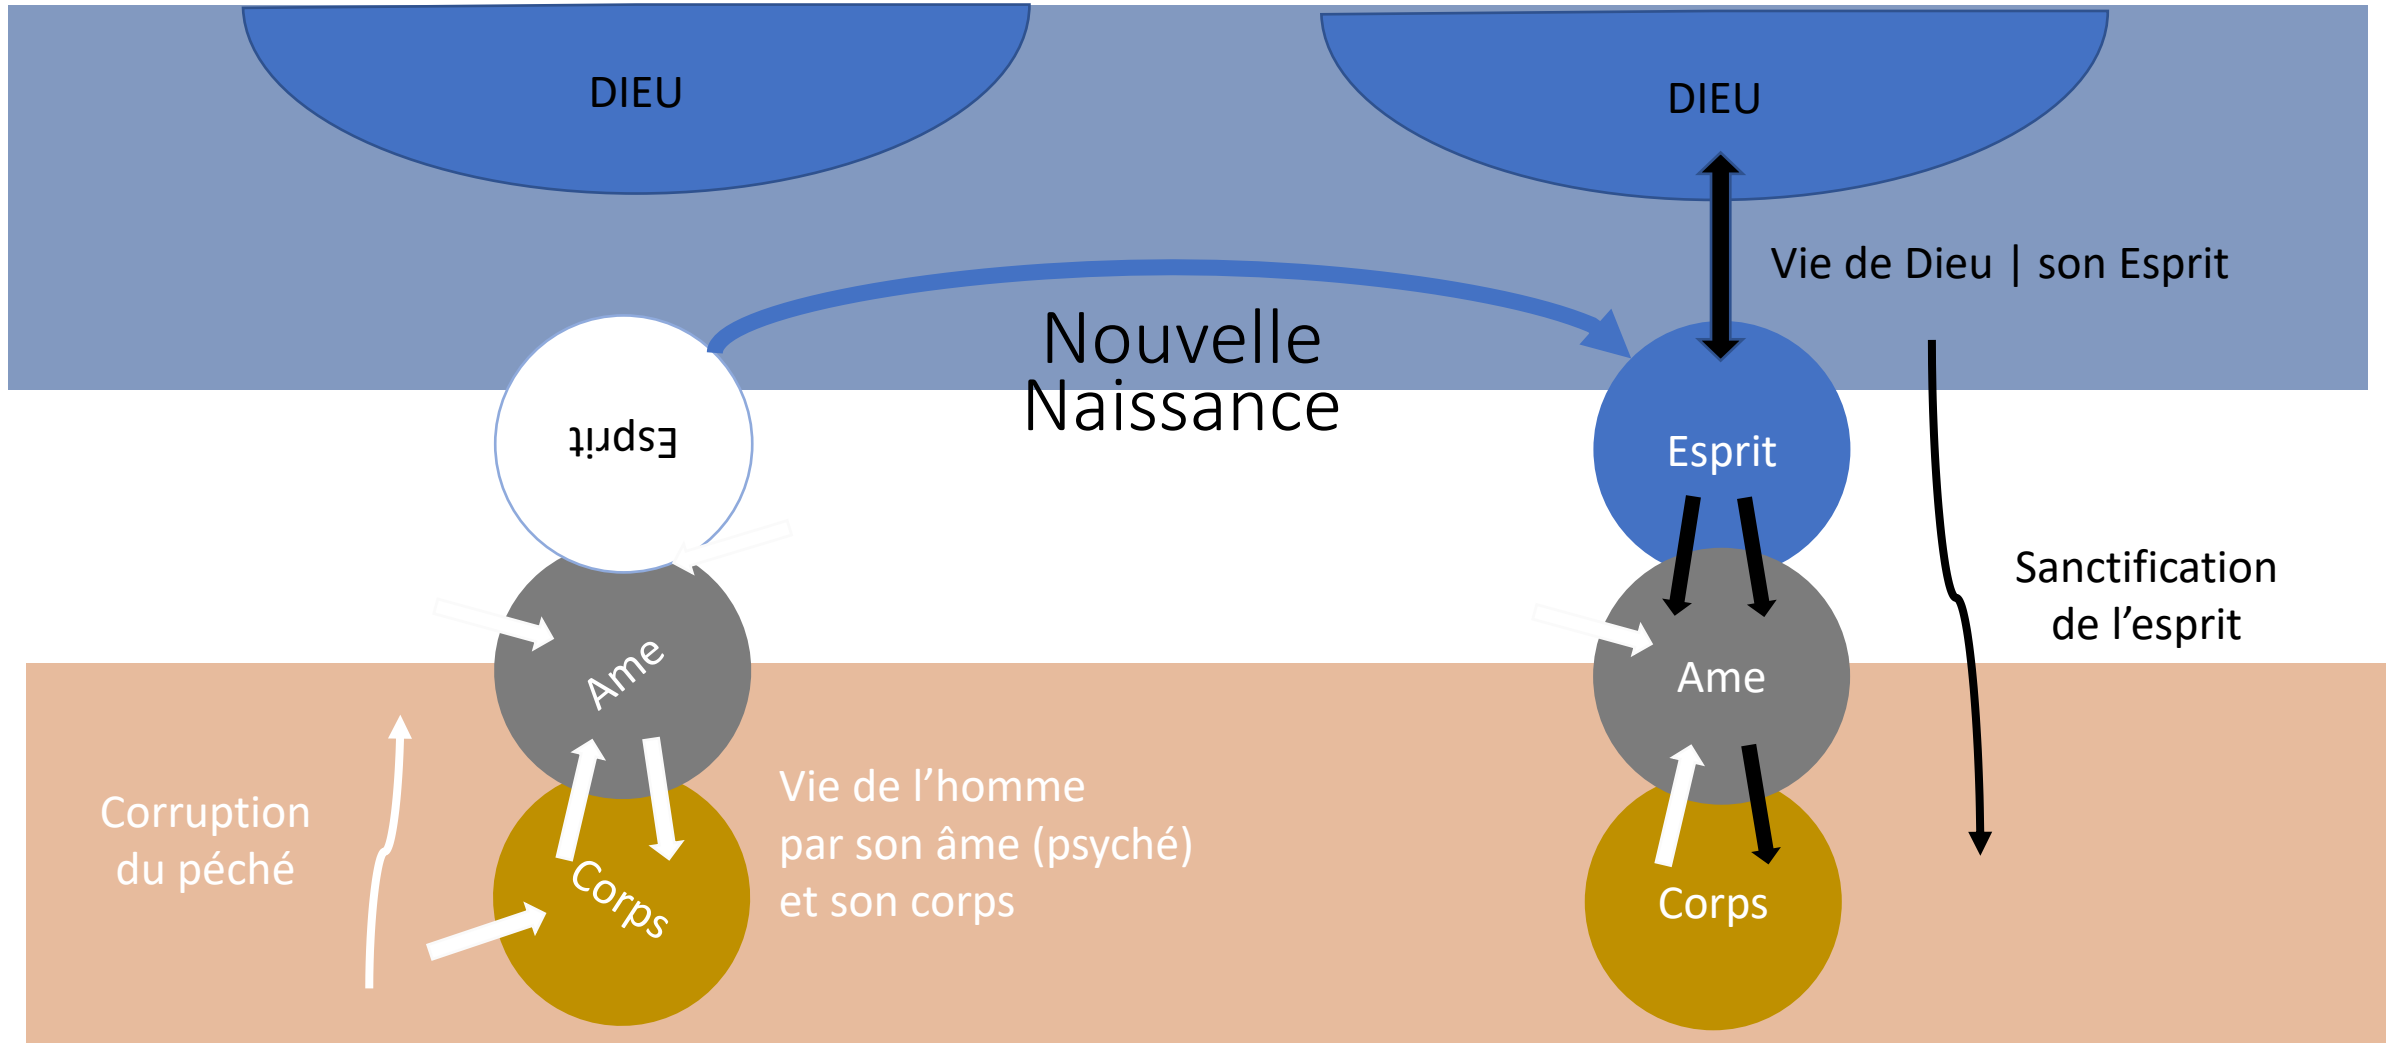 DIEU
DIEU
Vie de Dieu | son Esprit
Nouvelle
Naissance
Esprit
Esprit
Sanctification
de l’esprit
Ame
Ame
Corruption
du péché
Vie de l’homme
par son âme (psyché)
et son corps
Corps
Corps